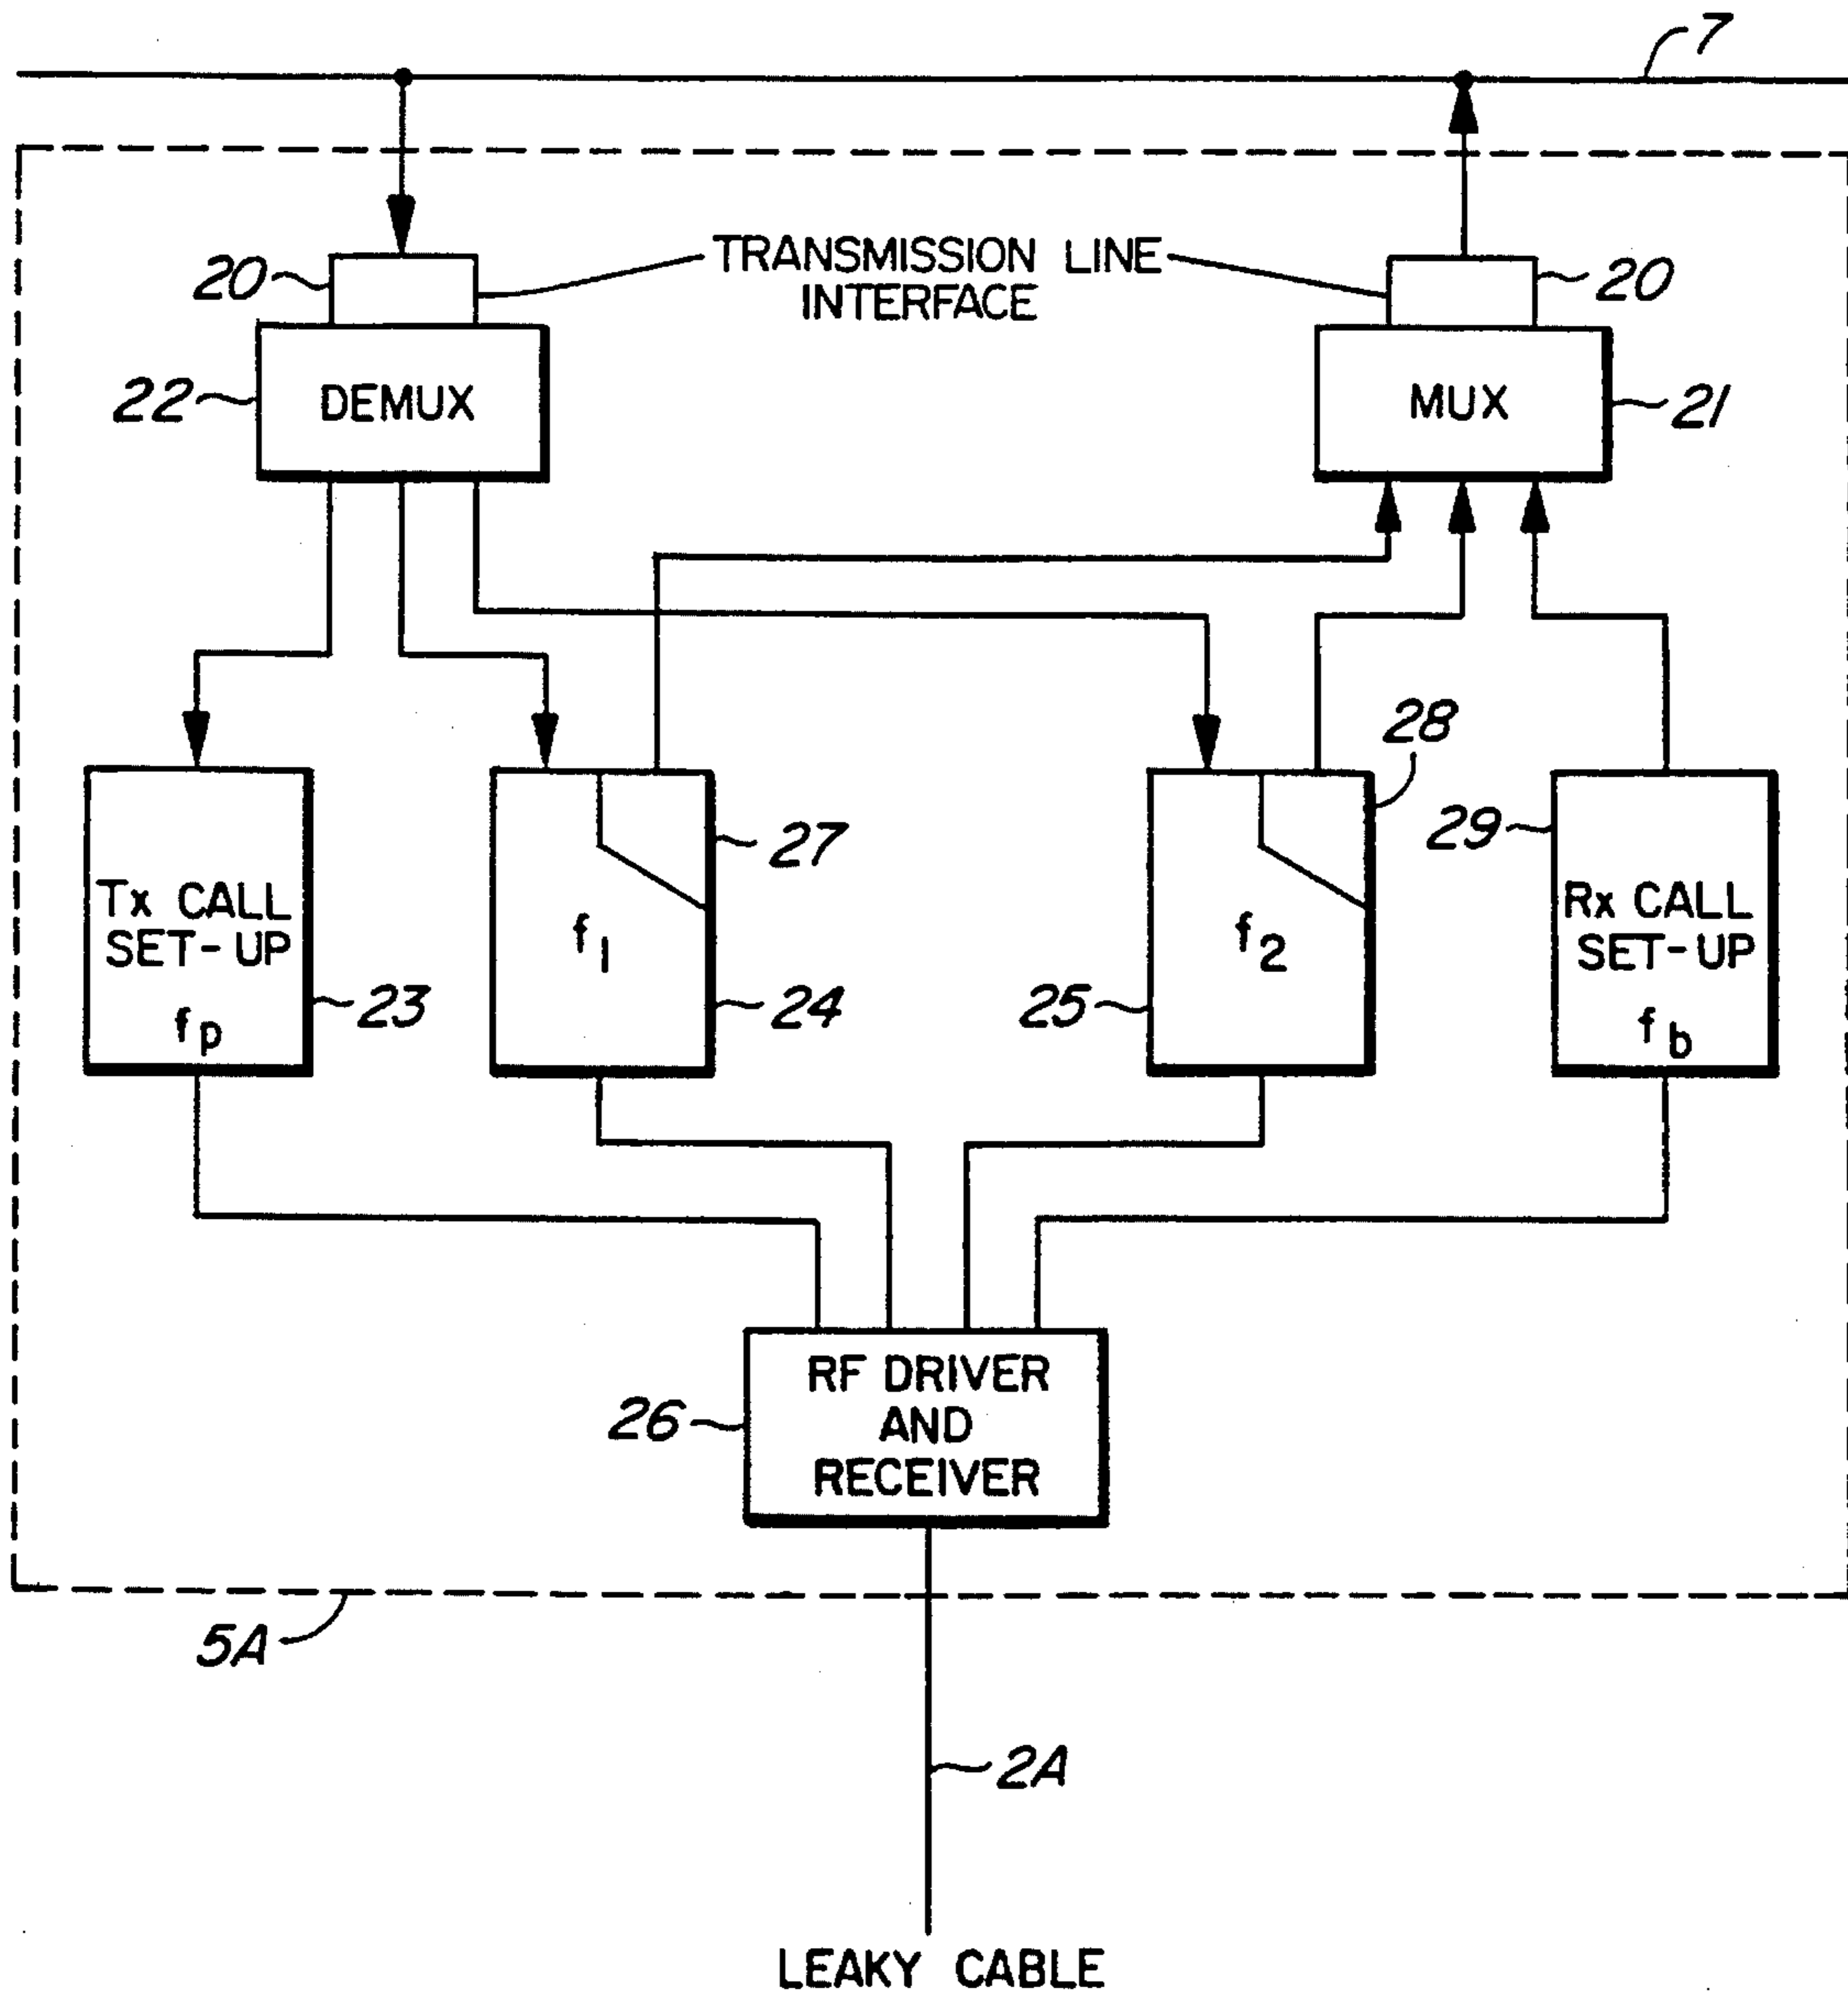 7
TRANSMISSION LINE
INTERFACE
20
20
22
DEMUX
MUX
21
28
27
29
Tx CALL
SET-UP
fp
23
f1
24
25
f2
Rx CALL
SET-UP
fb
26
RF DRIVER
AND
RECEIVER
5A
2A
LEAKY CABLE